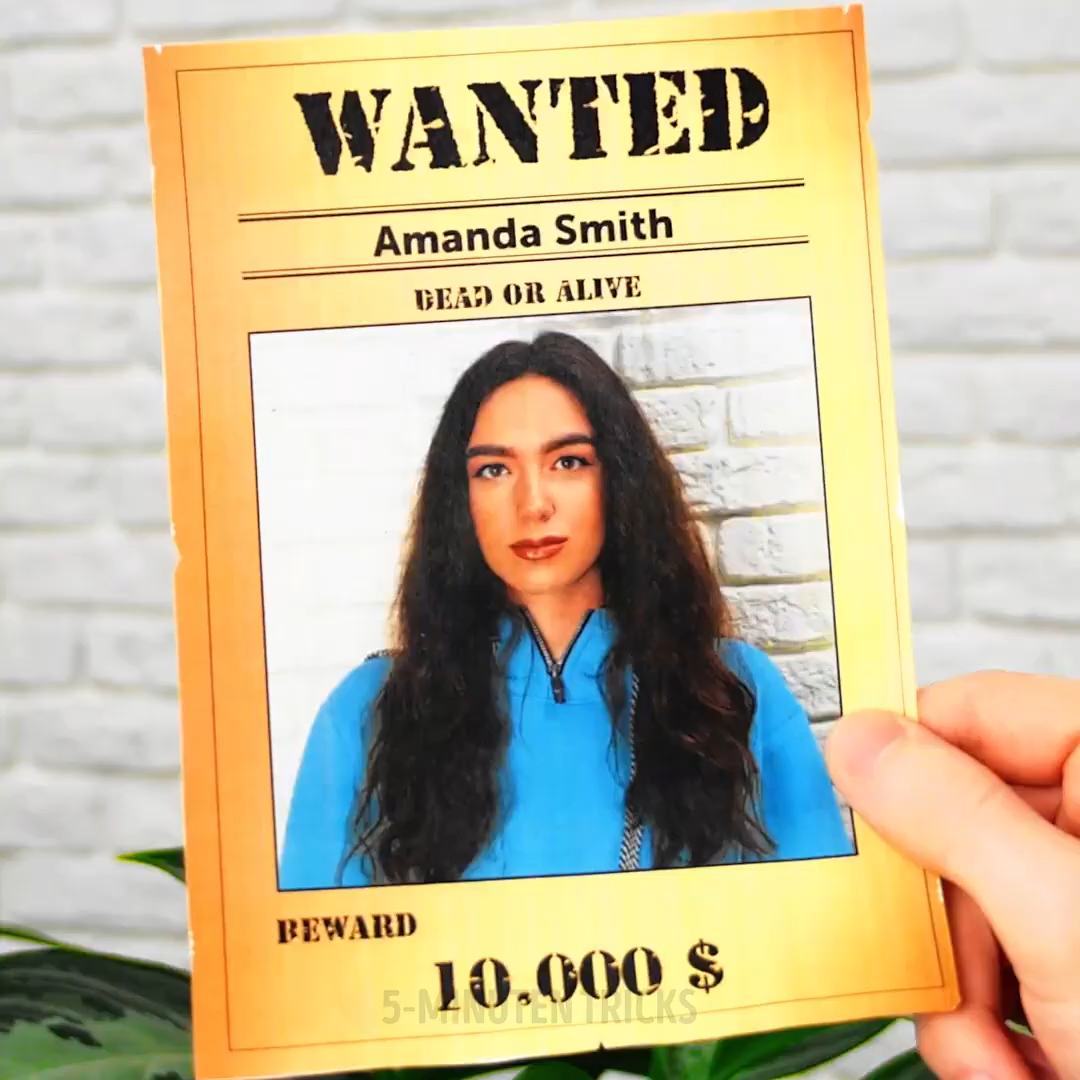 WANTED
Amanda Smith
DEAD OR ALIVE
REWARD
10.000 $
5-MINUTEN TRICKS